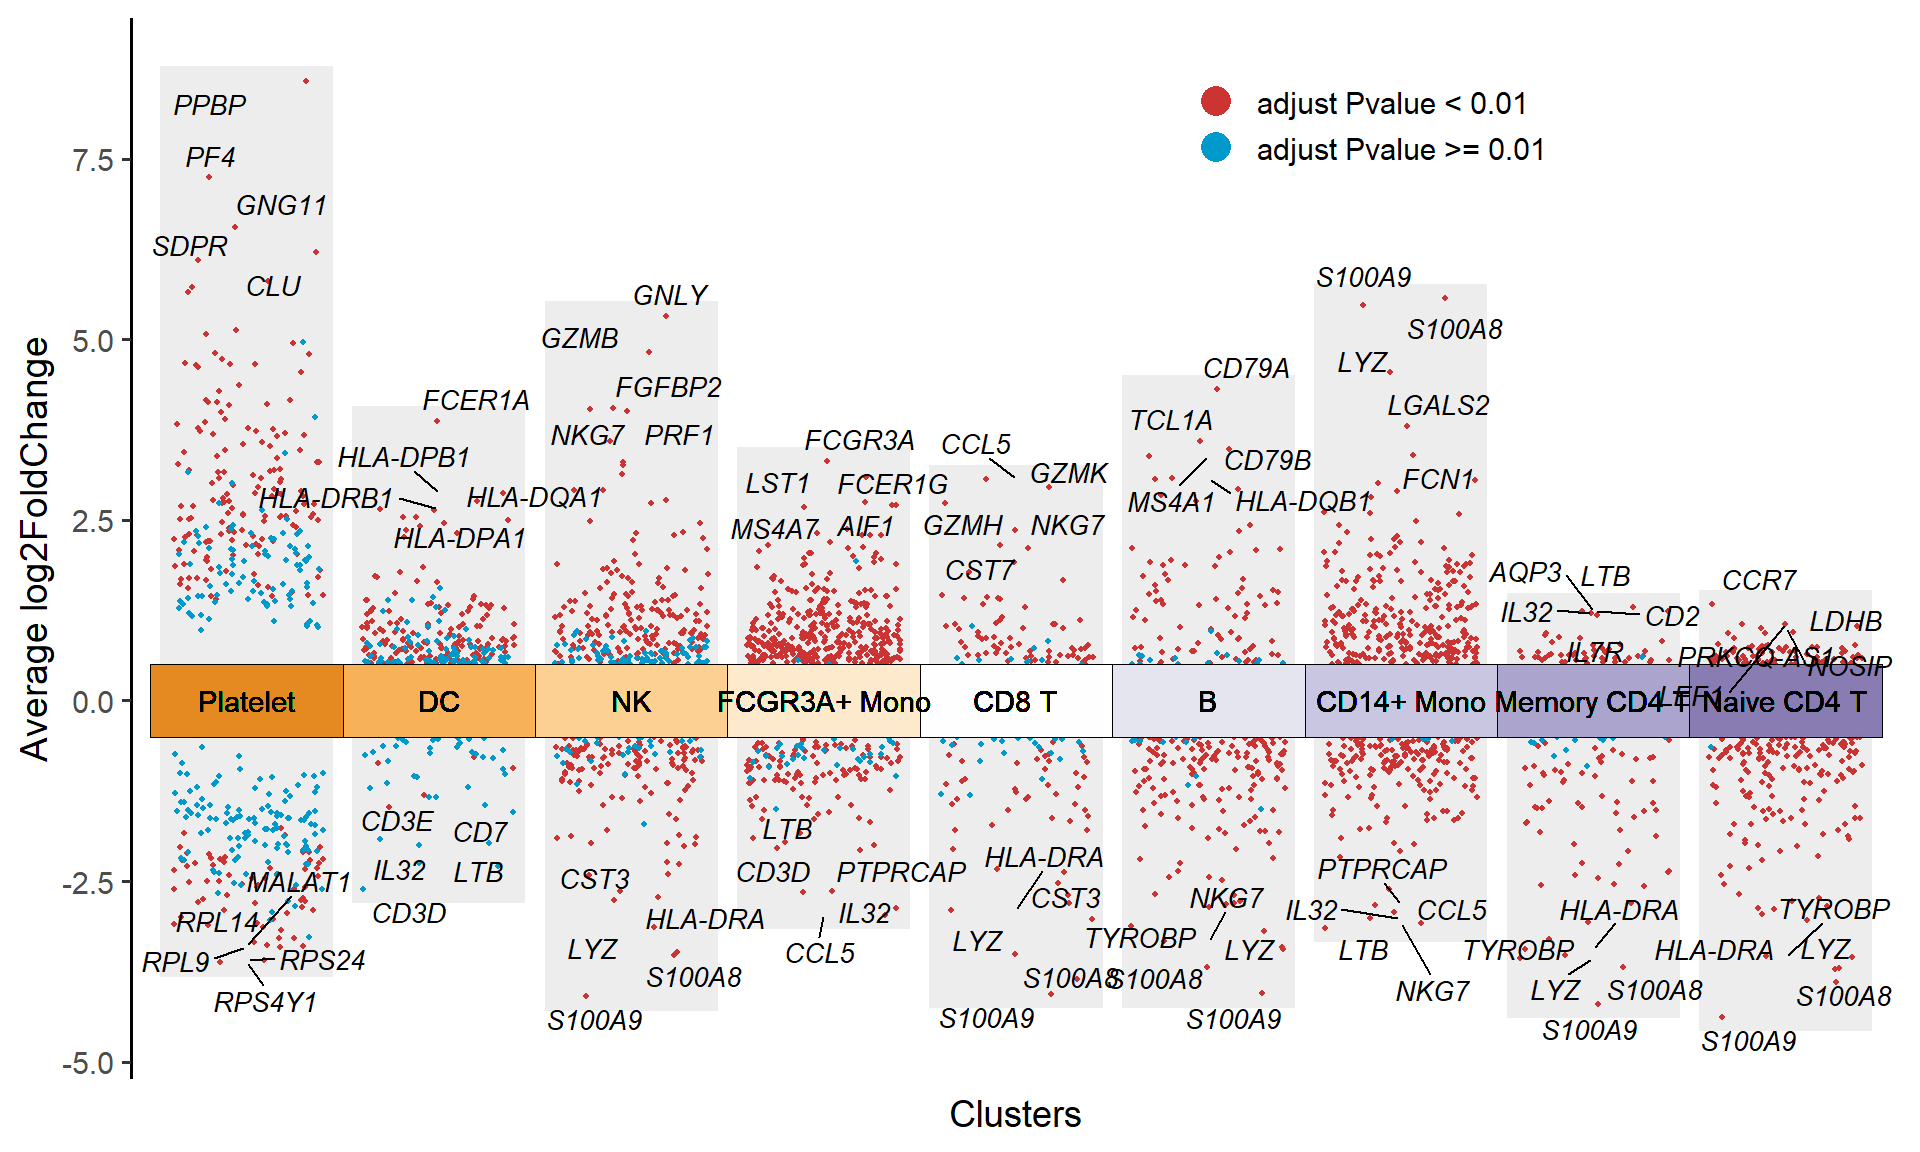 adjust Pvalue < 0.01
adjust Pvalue >= 0.01
Average log2FoldChange
7.5
5.0
2.5
0.0
-2.5
-5.0
PPBP
PF4
GNG11
SDPR
CLU
FCER1A
HLA-DPB1
HLA-DRB1
HLA-DQA1
HLA-DPA1
GNLY
GZMB
FGFBP2
NKG7
PRF1
FCGR3A
LST1
FCER1G
MS4A7
AIF1
CCL5
GZMK
GZMH
NKG7
CST7
CD79A
TCL1A
CD79B
MS4A1
HLA-DQB1
S100A9
S100A8
LYZ
LGALS2
FCN1
AQP3
LTB
IL32
CD2
IL7R
CCR7
LDHB
PRKCQ-AS1
NOSIP
LEF1
Platelet
DC
NK
FCGR3A+ Mono
CD8 T
B
CD14+ Mono
Memory CD4 T
Naive CD4 T
MALAT1
RPL14
RPL9
RPS24
RPS4Y1
CD3E
CD7
IL32
LTB
CD3D
CST3
HLA-DRA
LYZ
S100A8
S100A9
LTB
CD3D
PTPRCAP
IL32
CCL5
HLA-DRA
CST3
LYZ
S100A8
S100A9
NKG7
TYROBP
LYZ
S100A8
S100A9
PTPRCAP
IL32
CCL5
LTB
NKG7
HLA-DRA
TYROBP
LYZ
S100A8
S100A9
TYROBP
HLA-DRA
LYZ
S100A8
S100A9
Clusters